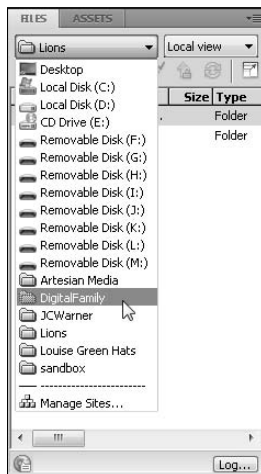 FILES ASSETS
Lions Local view
Desktop
Local Disk (C:)
Local Disk (D:)
CD Drive (E:)
Removable Disk (F:)
Removable Disk (G:)
Removable Disk (H:)
Removable Disk (I:)
Removable Disk (J:)
Removable Disk (K:)
Removable Disk (L:)
Removable Disk (M:)
Artesian Media
DigitalFamily
JCWarner
Lions
Louise Green Hats
sandbox
Manage Sites...
Size Type
Folder
Folder
Log...